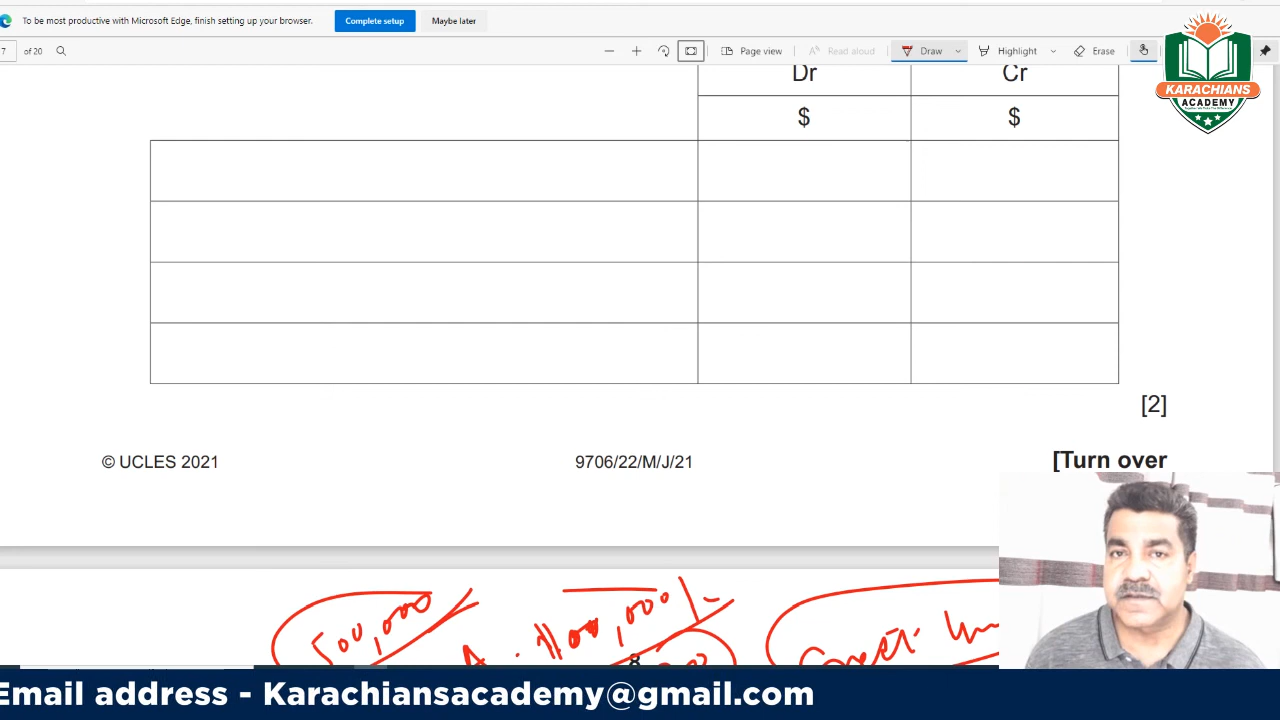 To be most productive with Microsoft Edge, finish setting up your browser. Complete setup Maybe later
7 of 20 Page view Read aloud Draw Highlight Erase
KARACHIANS
ACADEMY
Dr Cr
$ $
[2]
© UCLES 2021 9706/22/M/J/21 [Turn over
500,000
8
Email address - Karachiansacademy@gmail.com